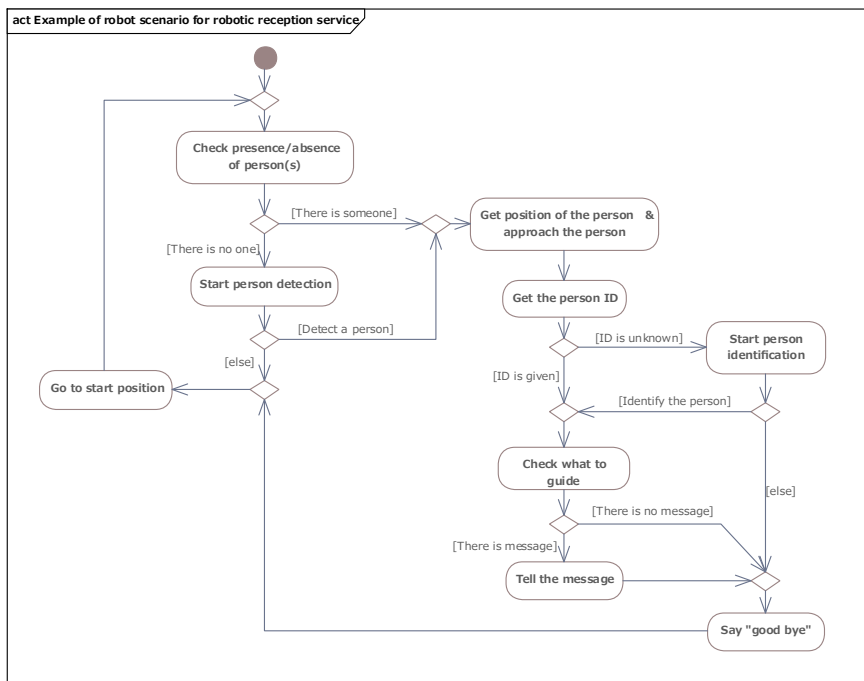 act Example of robot scenario for robotic reception service
Check presence/absence
of person(s)
[There is someone]
Get position of the person &
approach the person
[There is no one]
Start person detection
Get the person ID
[Detect a person]
[ID is unknown]
Start person
identification
[else]
Go to start position
[ID is given]
[Identify the person]
Check what to
guide
[else]
[There is no message]
[There is message]
Tell the message
Say "good bye"